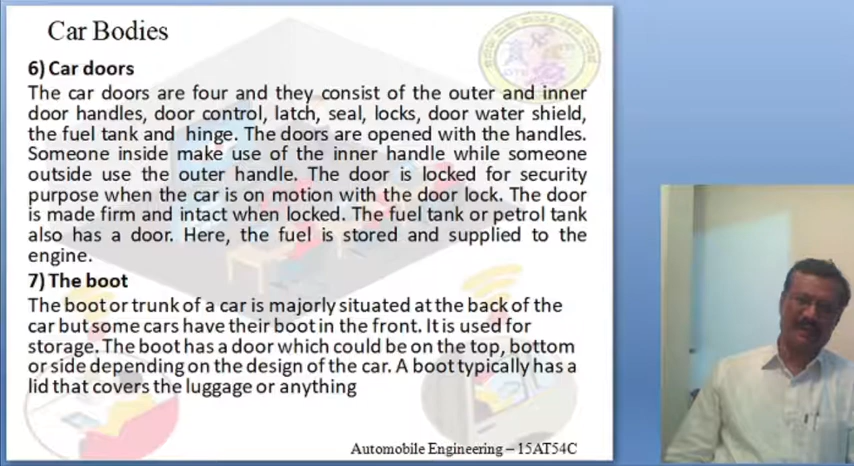 Car Bodies
6) Car doors
The car doors are four and they consist of the outer and inner
door handles, door control, latch, seal, locks, door water shield,
the fuel tank and hinge. The doors are opened with the handles.
Someone inside make use of the inner handle while someone
outside use the outer handle. The door is locked for security
purpose when the car is on motion with the door lock. The door
is made firm and intact when locked. The fuel tank or petrol tank
also has a door. Here, the fuel is stored and supplied to the
engine.
7) The boot
The boot or trunk of a car is majorly situated at the back of the
car but some cars have their boot in the front. It is used for
storage. The boot has a door which could be on the top, bottom
or side depending on the design of the car. A boot typically has a
lid that covers the luggage or anything
Automobile Engineering – 15AT54C